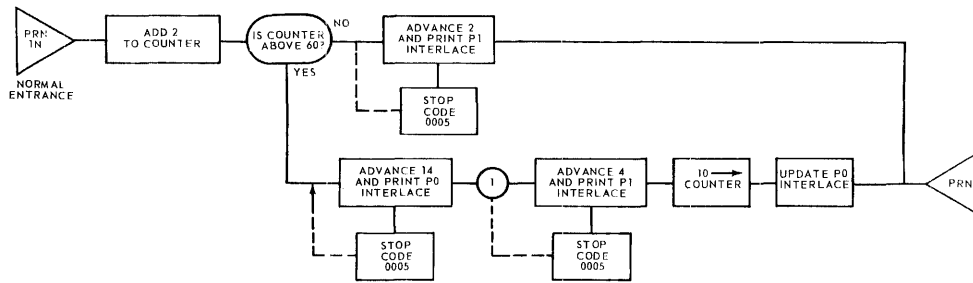 PRN
1N
NORMAL
ENTRANCE
ADD 2
TO COUNTER
IS COUNTER
ABOVE 60?
NO
YES
ADVANCE 2
AND PRINT P1
INTERLACE
STOP
CODE
0005
ADVANCE 14
AND PRINT P0
INTERLACE
STOP
CODE
0005
1
ADVANCE 4
AND PRINT P1
INTERLACE
STOP
CODE
0005
10 →
COUNTER
UPDATE P0
INTERLACE
PRN